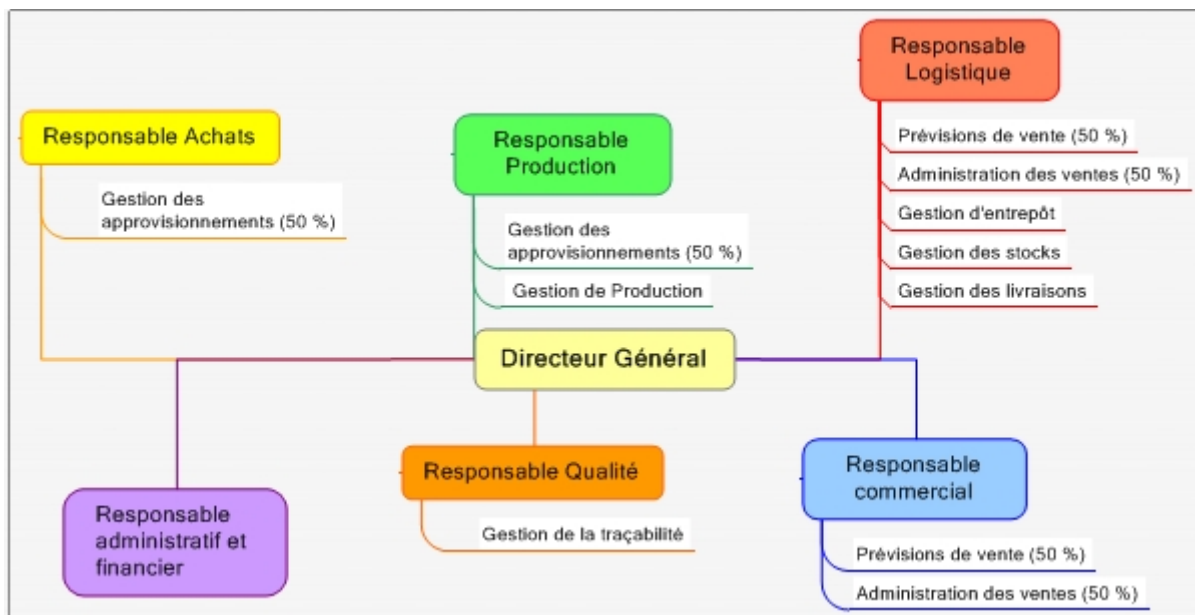 Responsable Achats
Gestion des
approvisionnements (50 %)
Responsable
Production
Gestion des
approvisionnements (50 %)
Gestion de Production
Responsable
Logistique
Prévisions de vente (50 %)
Administration des ventes (50 %)
Gestion d'entrepôt
Gestion des stocks
Gestion des livraisons
Directeur Général
Responsable
administratif et
financier
Responsable Qualité
Gestion de la traçabilité
Responsable
commercial
Prévisions de vente (50 %)
Administration des ventes (50 %)